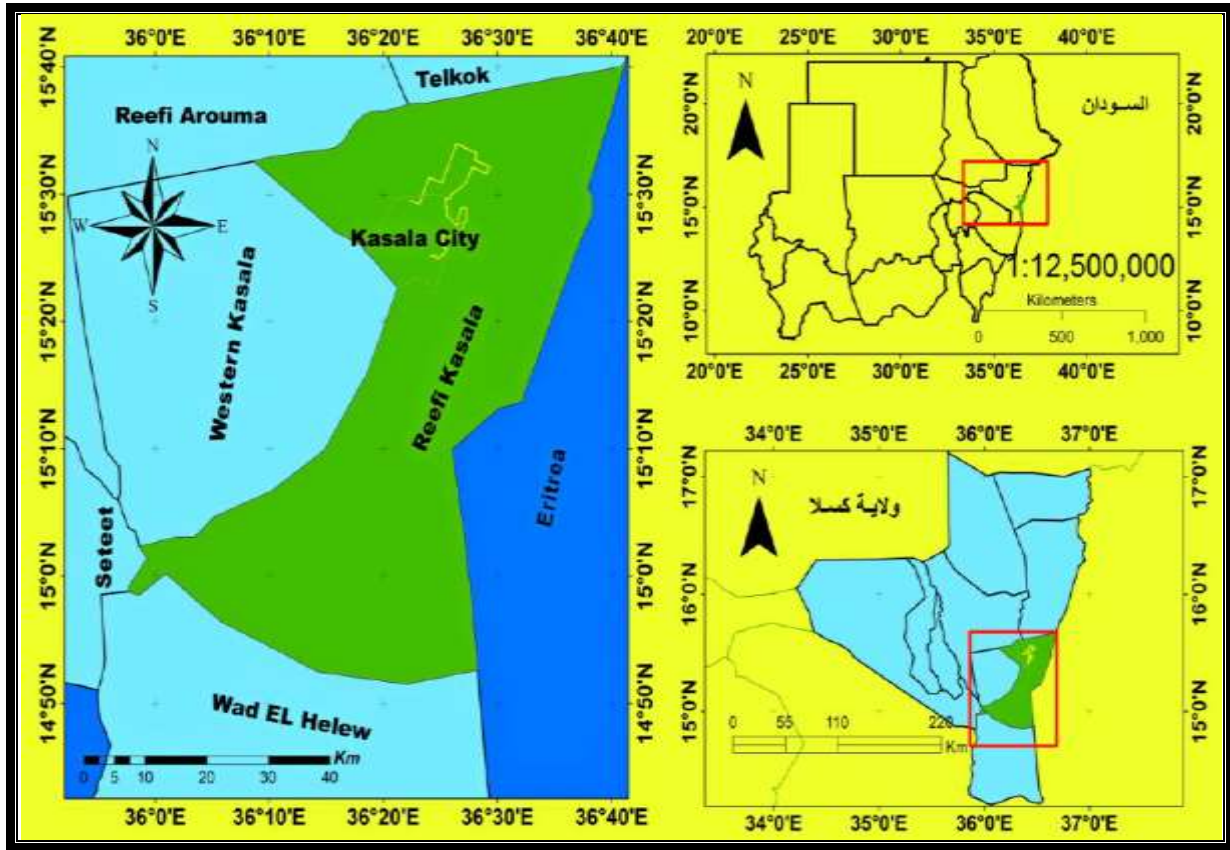 36°0'E 36°10'E 36°20'E 36°30'E 36°40'E
15°40'N
15°30'N
15°20'N
15°10'N
15°0'N
14°50'N
Telkok
Reefi Arouma
N
W E
S
Kasala City
Western Kasala
Reefi Kasala
Eritrea
Seteet
Wad EL Helew
Km
0 5 10 20 30 40
15°40'N
15°30'N
15°20'N
15°10'N
15°0'N
14°50'N
36°0'E 36°10'E 36°20'E 36°30'E 36°40'E
20°0'E 25°0'E 30°0'E 35°0'E 40°0'E
20°0'N
15°0'N
10°0'N
N
السودان
1:12,500,000
Kilometers
0 500 1,000
20°0'N
15°0'N
10°0'N
20°0'E 25°0'E 30°0'E 35°0'E 40°0'E
34°0'E 35°0'E 36°0'E 37°0'E
17°0'N
16°0'N
15°0'N
N
ولاية كسلا
0 55 110 220
Km
17°0'N
16°0'N
15°0'N
34°0'E 35°0'E 36°0'E 37°0'E